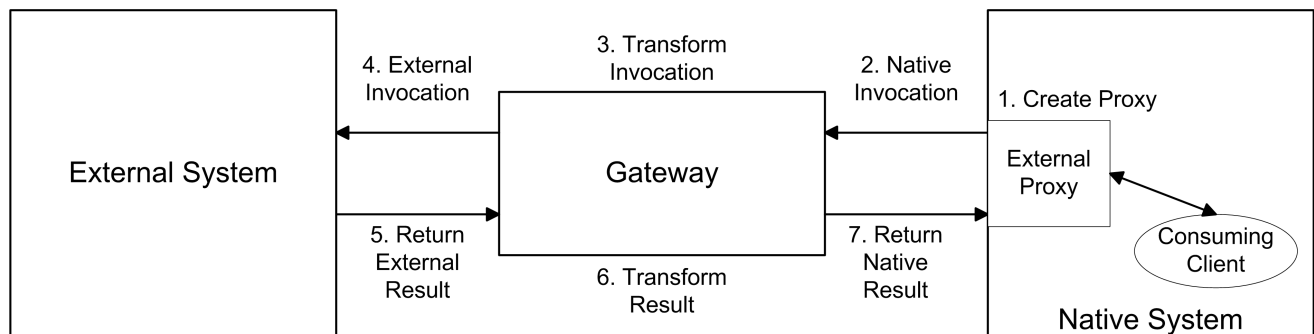 External System
4. External
Invocation
3. Transform
Invocation
Gateway
2. Native
Invocation
1. Create Proxy
External
Proxy
Consuming
Client
Native System
5. Return
External
Result
6. Transform
Result
7. Return
Native
Result